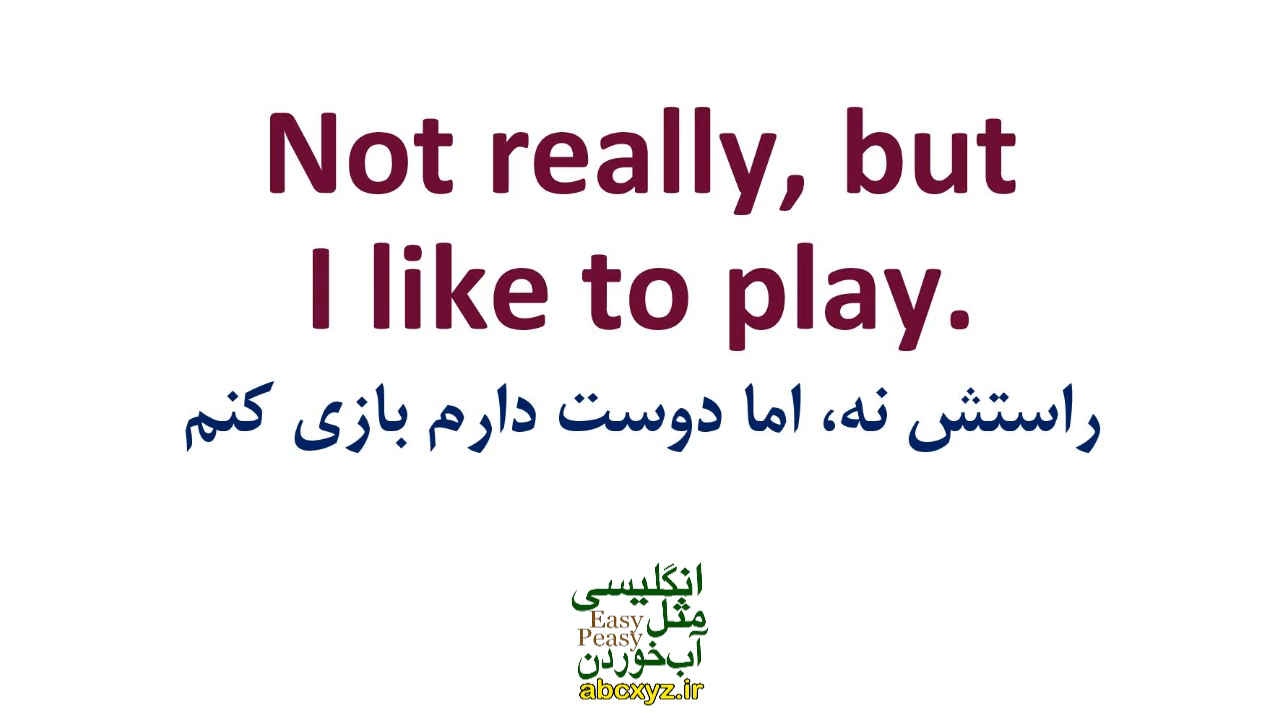 Not really, but
I like to play.
راستش نه، اما دوست دارم بازی کنم
انگلیسی
مثل
Easy
Peasy
آب‌خوردن
abcxyz.ir